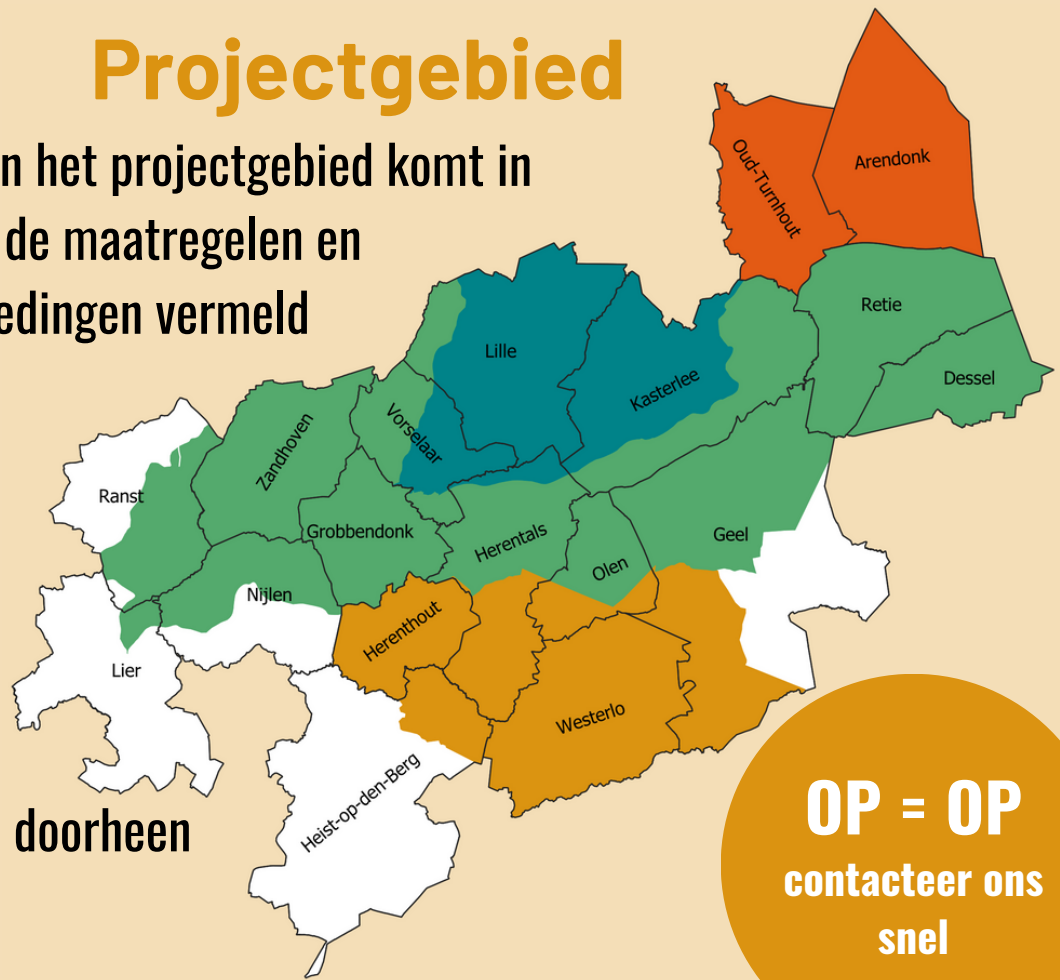 Projectgebied
n het projectgebied komt in
de maatregelen en
edingen vermeld
Oud-Turnhout
Arendonk
Retie
Lille
Dessel
Kasterlee
Vorselaar
Zandhoven
Ranst
Grobbendonk
Herentals
Geel
Olen
Nijlen
Herenthout
Lier
Westerlo
Heist-op-den-Berg
doorheen
OP = OP
contacteer ons
snel